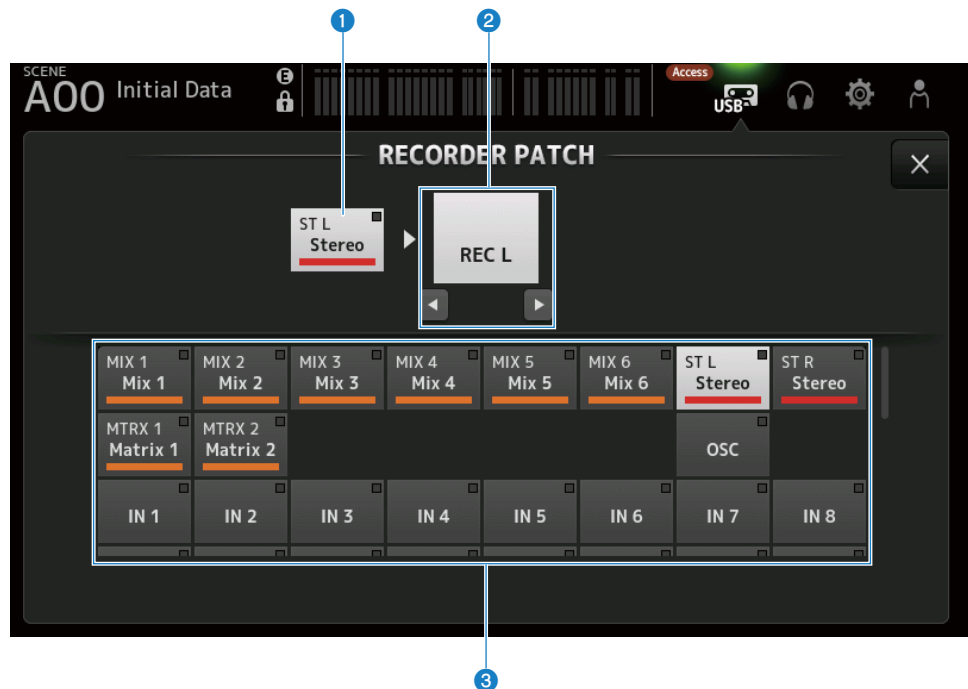 1 2
SCENE
A00 Initial Data E Access USB
RECORDER PATCH
ST L
Stereo
REC L
MIX 1 MIX 2 MIX 3 MIX 4 MIX 5 MIX 6 ST L ST R
Mix 1 Mix 2 Mix 3 Mix 4 Mix 5 Mix 6 Stereo Stereo
MTRX 1 MTRX 2
Matrix 1 Matrix 2 OSC
IN 1 IN 2 IN 3 IN 4 IN 5 IN 6 IN 7 IN 8
3